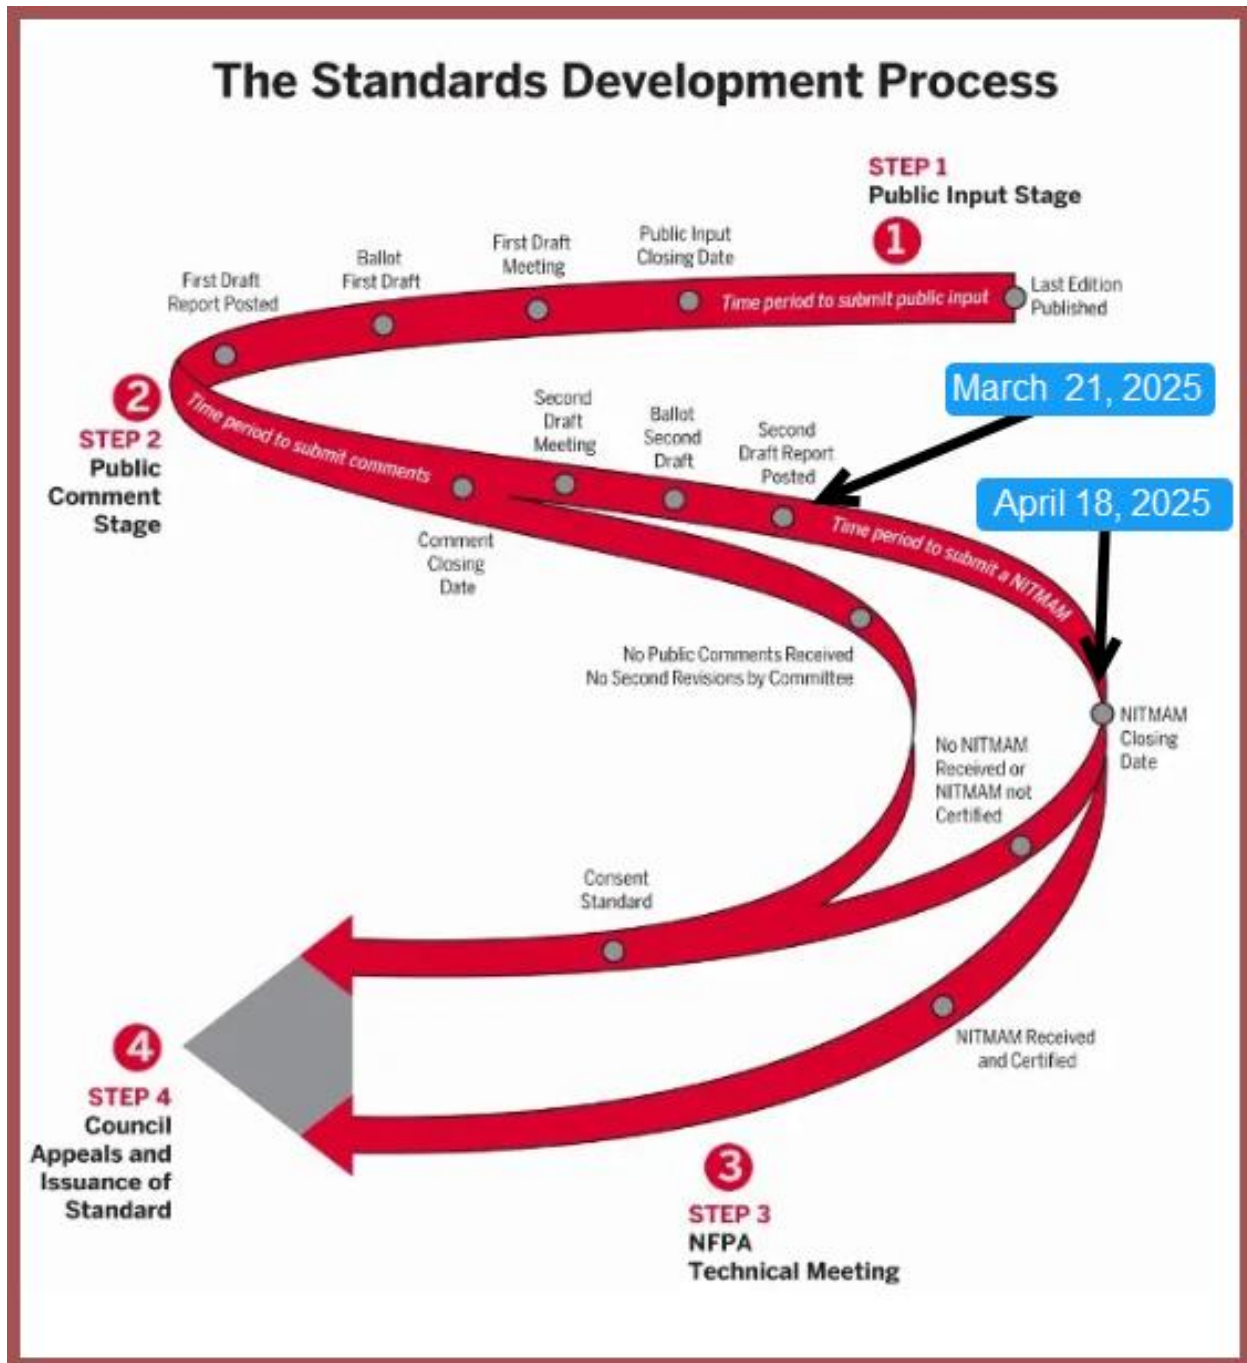 The Standards Development Process
STEP 1
Public Input Stage
1
Public Input
Closing Date
First Draft
Meeting
Ballot
First Draft
First Draft
Report Posted
Time period to submit public input
Last Edition
Published
March 21, 2025
2
STEP 2
Public
Comment
Stage
Time period to submit comments
Second
Draft
Meeting
Ballot
Second
Draft
Second
Draft Report
Posted
April 18, 2025
Time period to submit a NITMAM
Comment
Closing
Date
No Public Comments Received
No Second Revisions by Committee
NITMAM
Closing
Date
No NITMAM
Received or
NITMAM not
Certified
Consent
Standard
NITMAM Received
and Certified
4
STEP 4
Council
Appeals and
Issuance of
Standard
3
STEP 3
NFPA
Technical Meeting